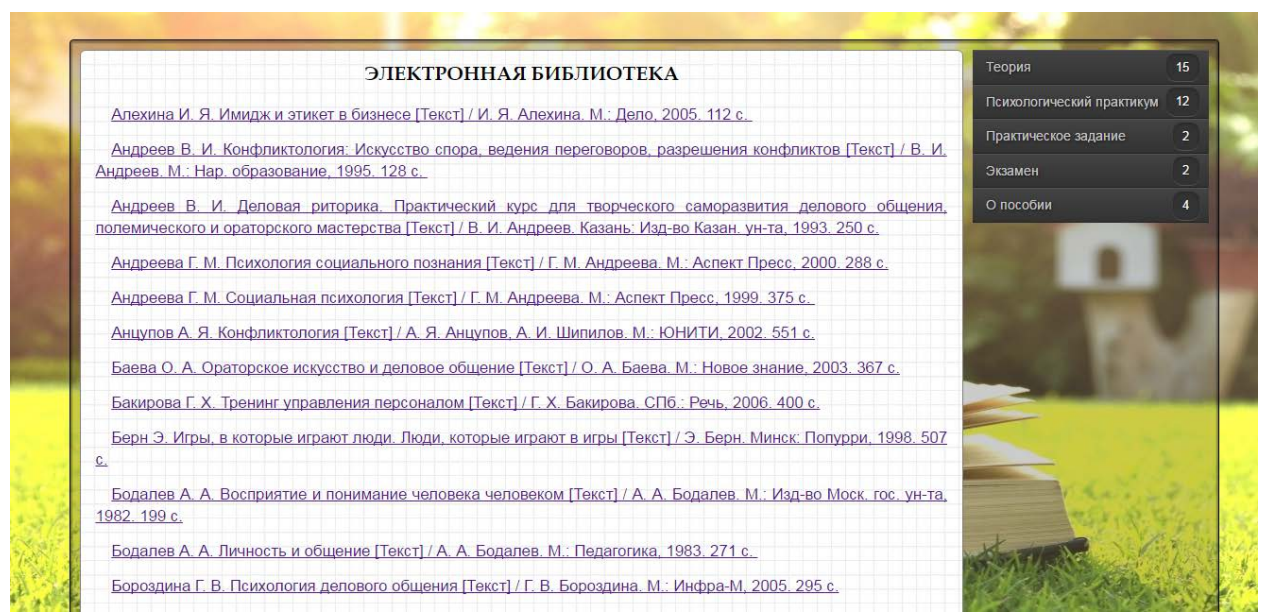 ЭЛЕКТРОННАЯ БИБЛИОТЕКА
Алехина И. Я. Имидж и этикет в бизнесе [Текст] / И. Я. Алехина. М.: Дело, 2005. 112 с.
Андреев В. И. Конфликтология: Искусство спора, ведения переговоров, разрешения конфликтов [Текст] / В. И.
Андреев. М.: Нар. образование, 1995. 128 с.
Андреев В. И. Деловая риторика. Практический курс для творческого саморазвития делового общения,
полемического и ораторского мастерства [Текст] / В. И. Андреев. Казань: Изд-во Казан. ун-та, 1993. 250 с.
Андреева Г. М. Психология социального познания [Текст] / Г. М. Андреева. М.: Аспект Пресс, 2000. 288 с.
Андреева Г. М. Социальная психология [Текст] / Г. М. Андреева. М.: Аспект Пресс, 1999. 375 с.
Анцупов А. Я. Конфликтология [Текст] / А. Я. Анцупов, А. И. Шипилов. М.: ЮНИТИ, 2002. 551 с.
Баева О. А. Ораторское искусство и деловое общение [Текст] / О. А. Баева. М.: Новое знание, 2003. 367 с.
Бакирова Г. Х. Тренинг управления персоналом [Текст] / Г. Х. Бакирова. СПб.: Речь, 2006. 400 с.
Берн Э. Игры, в которые играют люди. Люди, которые играют в игры [Текст] / Э. Берн. Минск: Попурри, 1998. 507
с.
Бодалев А. А. Восприятие и понимание человека человеком [Текст] / А. А. Бодалев. М.: Изд-во Моск. гос. ун-та,
1982. 199 с.
Бодалев А. А. Личность и общение [Текст] / А. А. Бодалев. М.: Педагогика, 1983. 271 с.
Бороздина Г. В. Психология делового общения [Текст] / Г. В. Бороздина. М.: Инфра-М, 2005. 295 с.
Теория 15
Психологический практикум 12
Практическое задание 2
Экзамен 2
О пособии 4